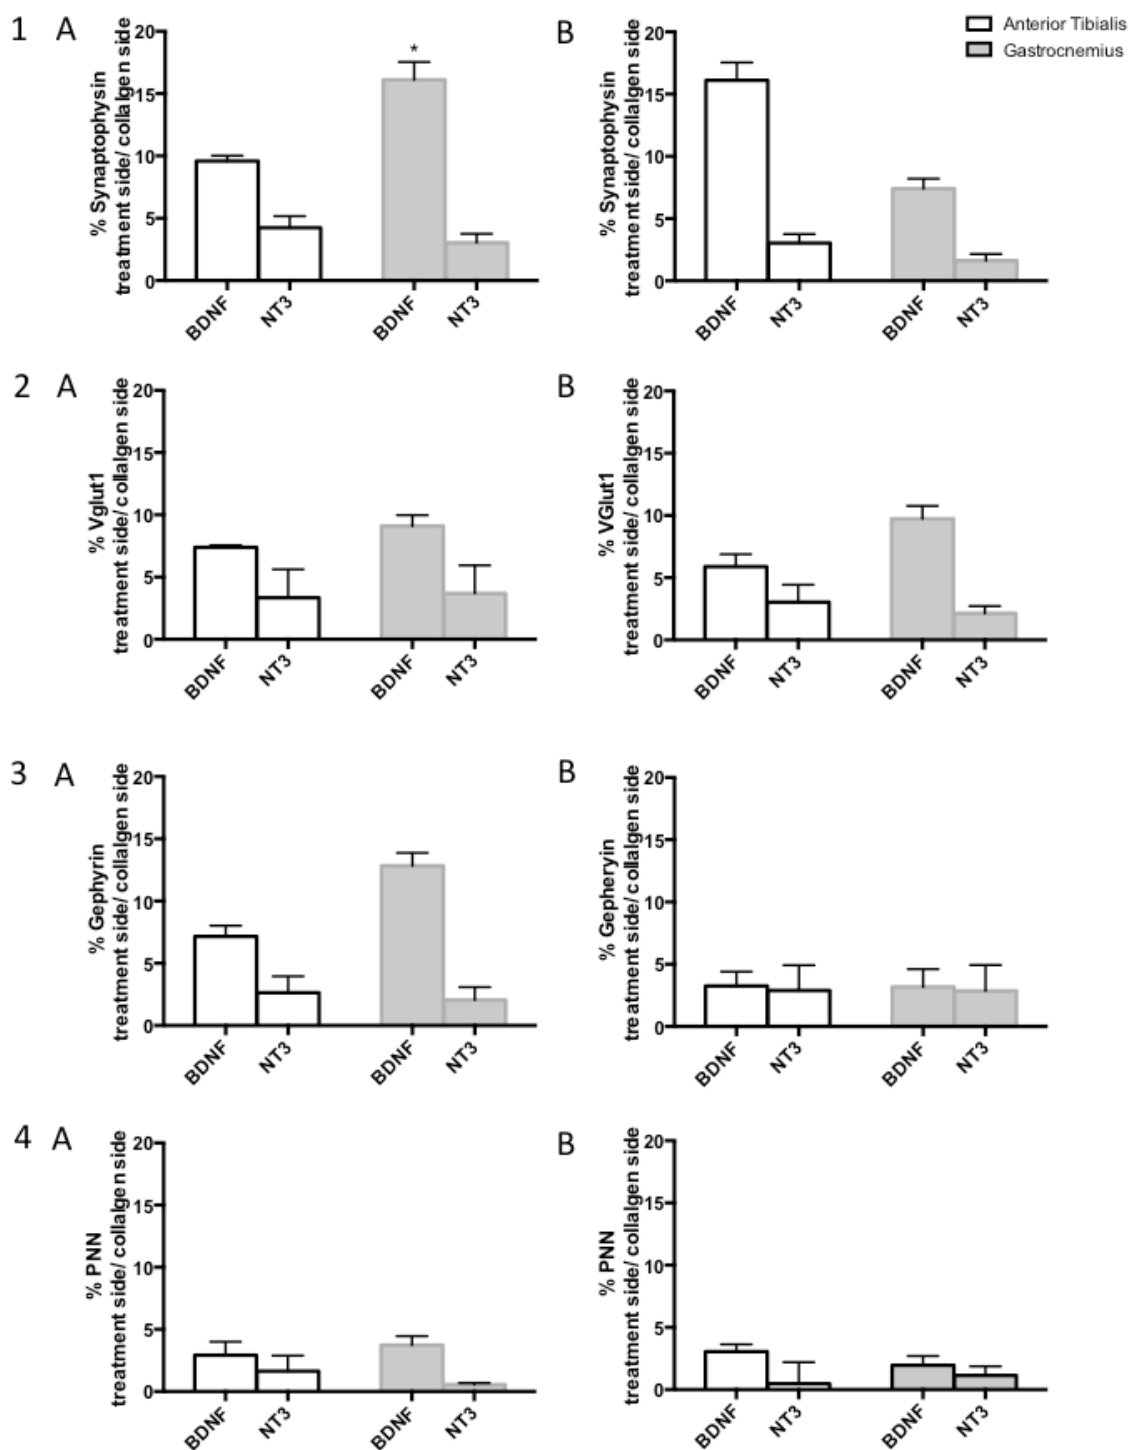 1 A
20
15
10
5
0
% Synaptophysin
treatment side/ collalgen side
*
BDNF
NT3
BDNF
NT3
B
Anterior Tibialis
Gastrocnemius
20
15
10
5
0
% Synaptophysin
treatment side/ collalgen side
BDNF
NT3
BDNF
NT3
2 A
20
15
10
5
0
% Vglut1
treatment side/ collalgen side
BDNF
NT3
BDNF
NT3
B
20
15
10
5
0
% VGlut1
treatment side/ collalgen side
BDNF
NT3
BDNF
NT3
3 A
20
15
10
5
0
% Gephyrin
treatment side/ collalgen side
BDNF
NT3
BDNF
NT3
B
20
15
10
5
0
% Gepheryin
treatment side/ collalgen side
BDNF
NT3
BDNF
NT3
4 A
20
15
10
5
0
% PNN
treatment side/ collalgen side
BDNF
NT3
BDNF
NT3
B
20
15
10
5
0
% PNN
treatment side/ collalgen side
BDNF
NT3
BDNF
NT3